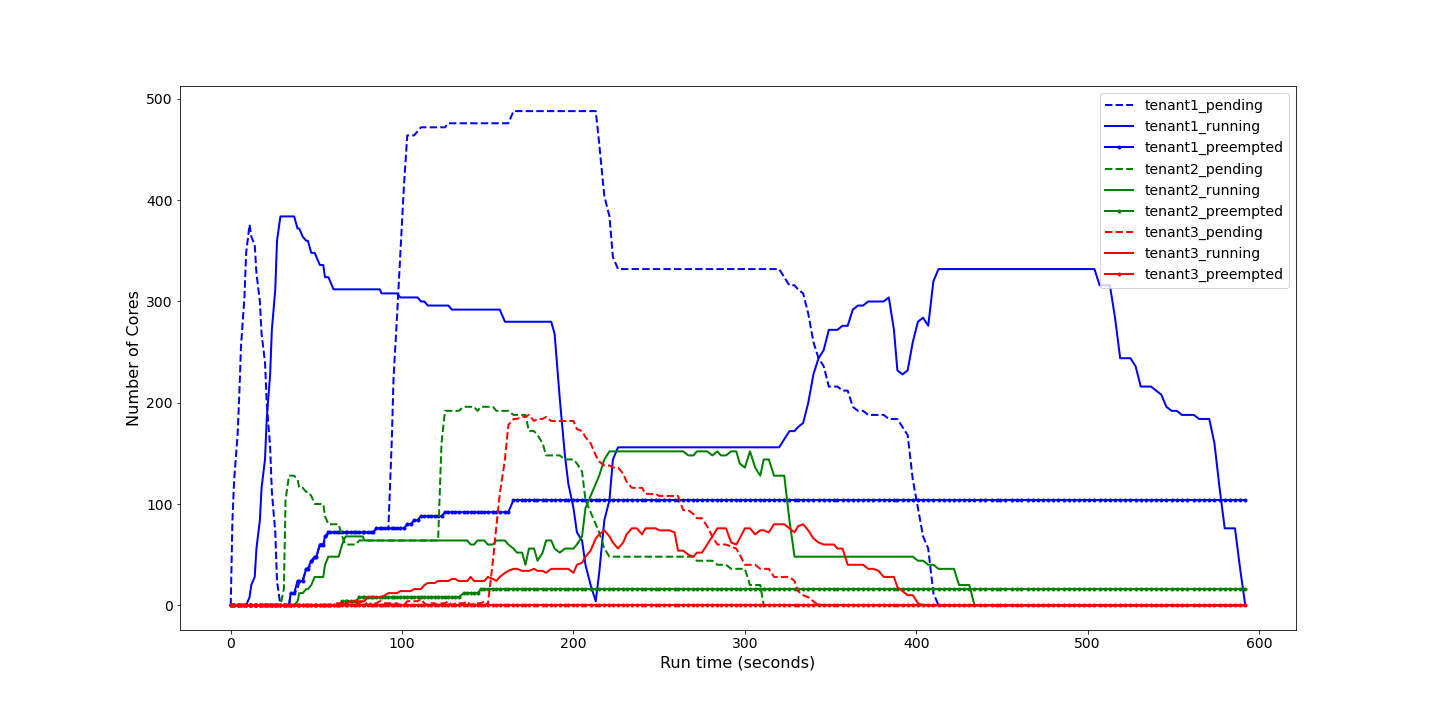 500
400
300
200
100
0
Number of Cores
0 100 200 300 400 500 600
Run time (seconds)
tenant1_pending
tenant1_running
tenant1_preempted
tenant2_pending
tenant2_running
tenant2_preempted
tenant3_pending
tenant3_running
tenant3_preempted